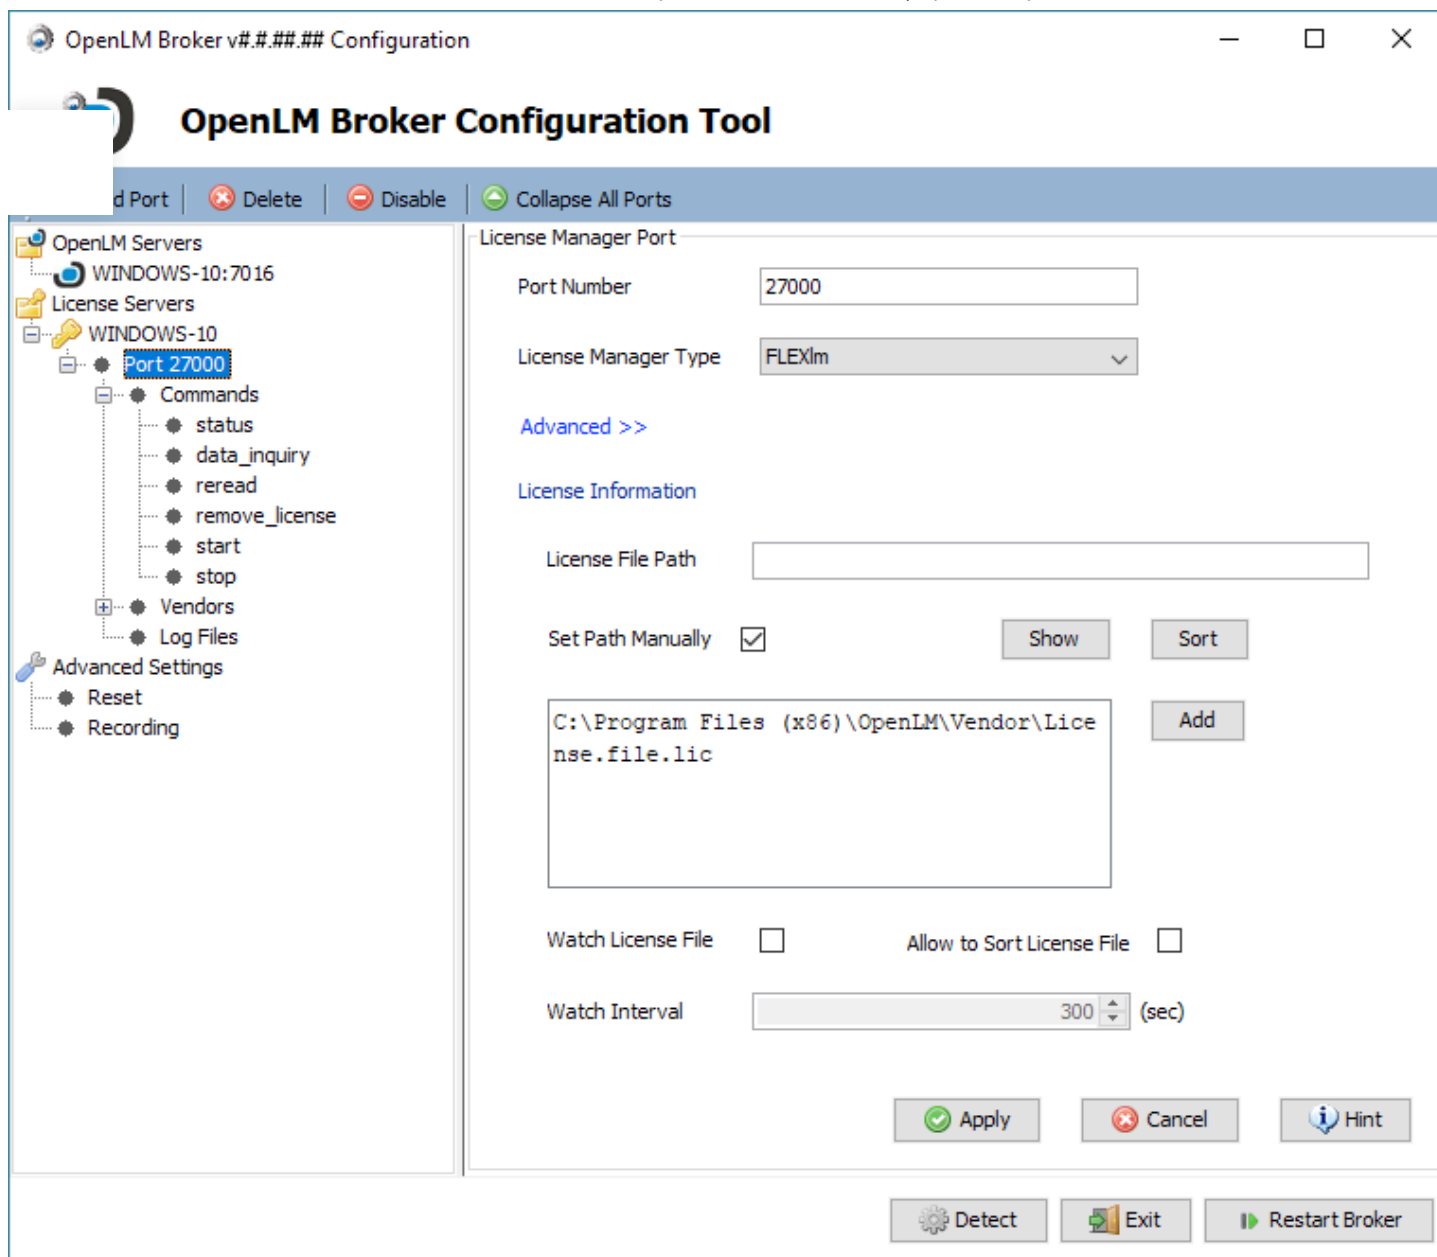 OpenLM Broker v#.#.##.## Configuration
OpenLM Broker Configuration Tool
Port
Delete
Disable
Collapse All Ports
OpenLM Servers
WINDOWS-10:7016
License Servers
WINDOWS-10
Port 27000
Commands
status
data_inquiry
reread
remove_license
start
stop
Vendors
Log Files
Advanced Settings
Reset
Recording
License Manager Port
Port Number
27000
License Manager Type
FLEXlm
Advanced >>
License Information
License File Path
Set Path Manually
Show
Sort
C:\Program Files (x86)\OpenLM\Vendor\Lice
nse.file.lic
Add
Watch License File
Allow to Sort License File
Watch Interval
300
(sec)
Apply
Cancel
Hint
Detect
Exit
Restart Broker